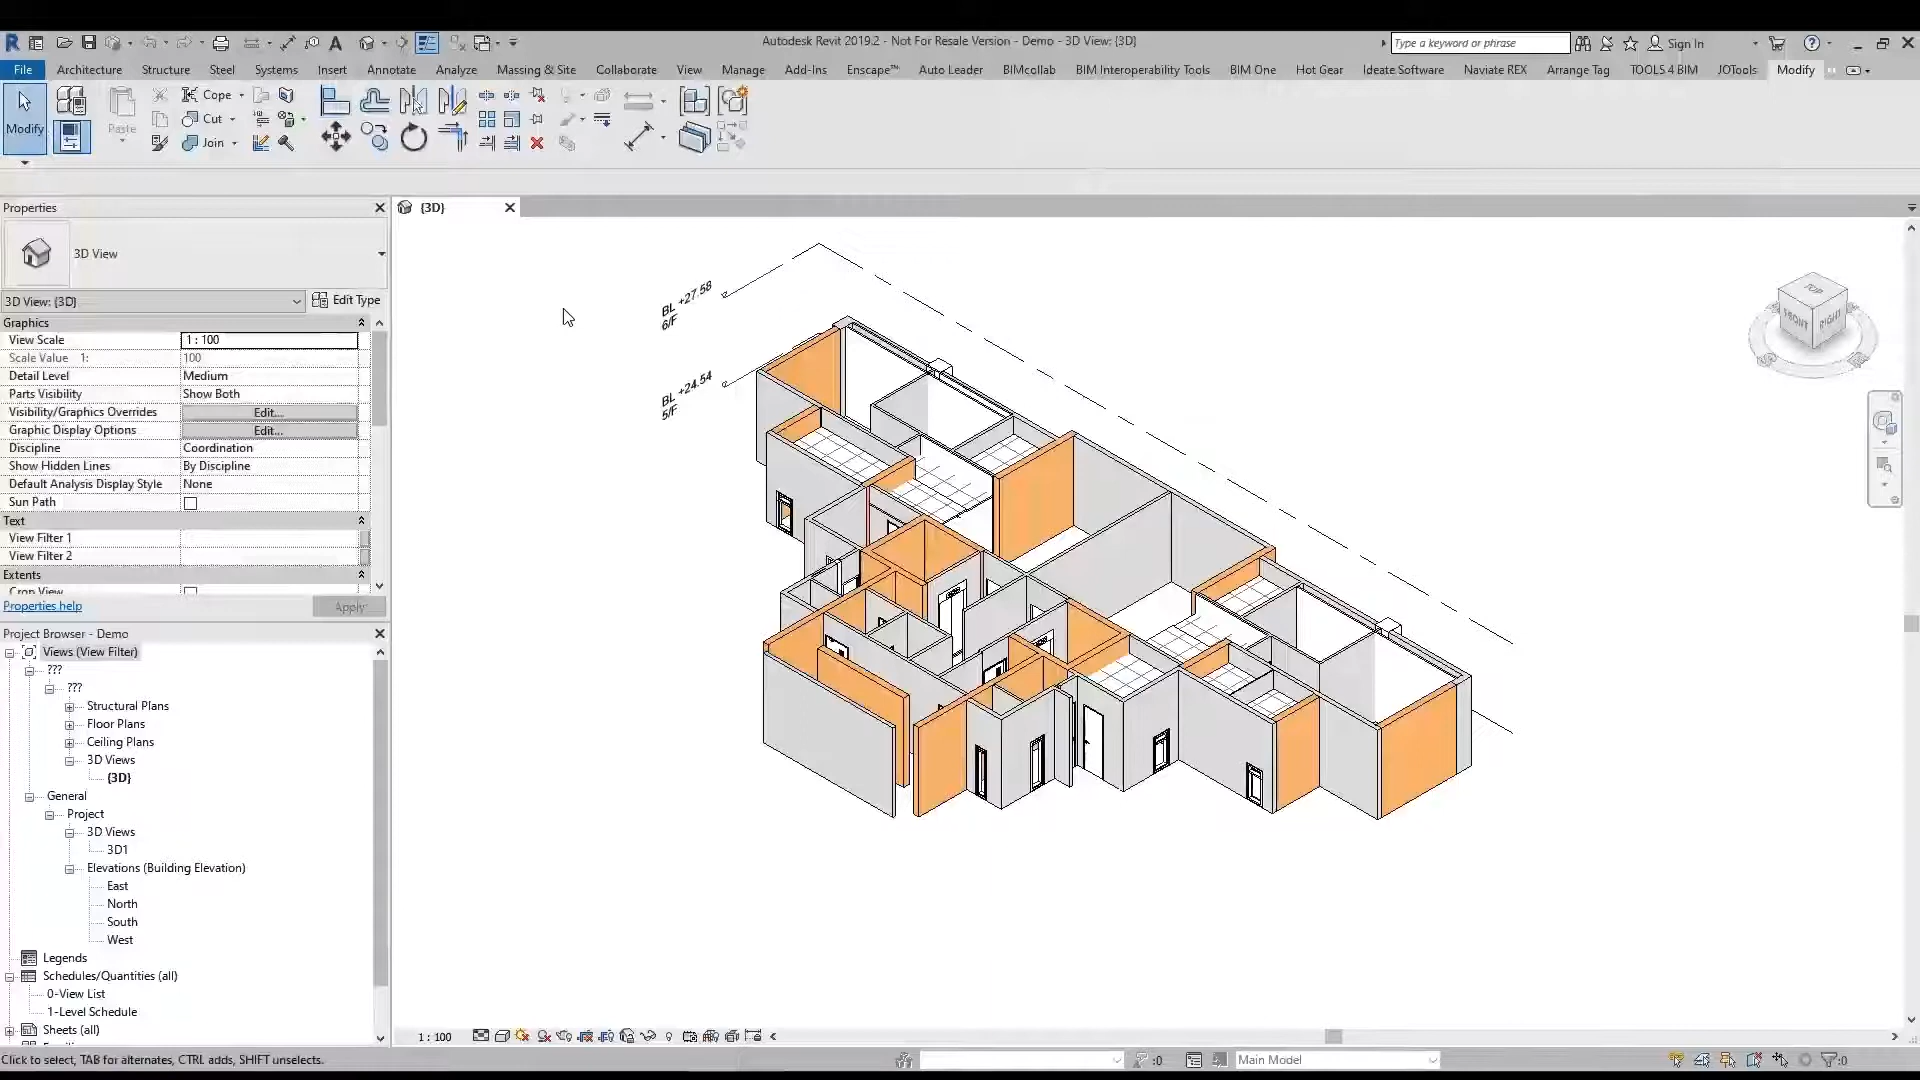 Autodesk Revit 2019.2 - Not For Resale Version - Demo - 3D View: {3D}
Type a keyword or phrase
Sign In
File Architecture Structure Steel Systems Insert Annotate Analyze Massing & Site Collaborate View Manage Add-Ins Enscape™ Auto Leader BIMcollab BIM Interoperability Tools BIM One Hot Gear Ideate Software Naviate REX Arrange Tag TOOLS 4 BIM JOTools Modify
Modify
Paste
Cope
Cut
Join
Properties
3D View
3D View: {3D}
Edit Type
Graphics
View Scale 1 : 100
Scale Value 1: 100
Detail Level Medium
Parts Visibility Show Both
Visibility/Graphics Overrides Edit...
Graphic Display Options Edit...
Discipline Coordination
Show Hidden Lines By Discipline
Default Analysis Display Style None
Sun Path
Text
View Filter 1
View Filter 2
Extents
Crop View
Properties help
Apply
Project Browser - Demo
Views (View Filter)
???
???
Structural Plans
Floor Plans
Ceiling Plans
3D Views
{3D}
General
Project
3D Views
3D1
Elevations (Building Elevation)
East
North
South
West
Legends
Schedules/Quantities (all)
0-View List
1-Level Schedule
Sheets (all)
{3D}
BL +27.58
6/F
BL +24.54
5/F
TOP
FRONT
RIGHT
1 : 100
Click to select, TAB for alternates, CTRL adds, SHIFT unselects.
:0
Main Model
:0